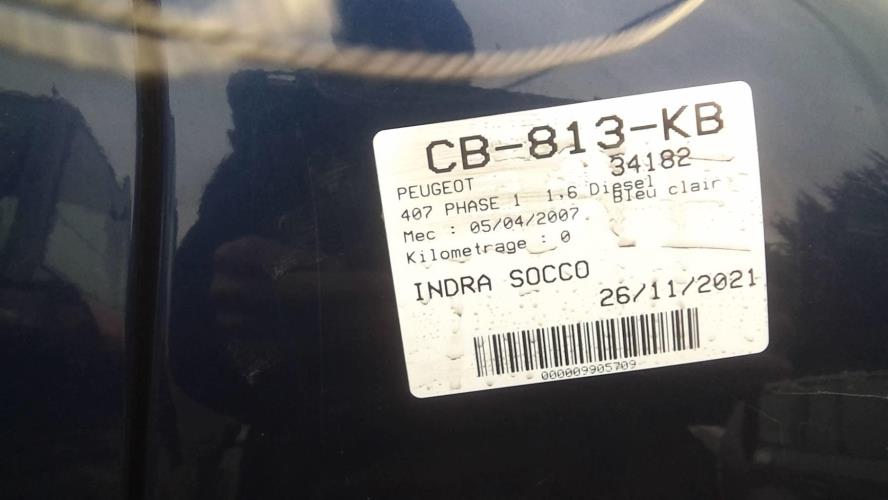 CB-813-KB
PEUGEOT 34182
407 PHASE 1 1,6 Diesel
Bleu clair
Mec : 05/04/2007
Kilometrage : 0
INDRA SOCCO
26/11/2021
000009905709